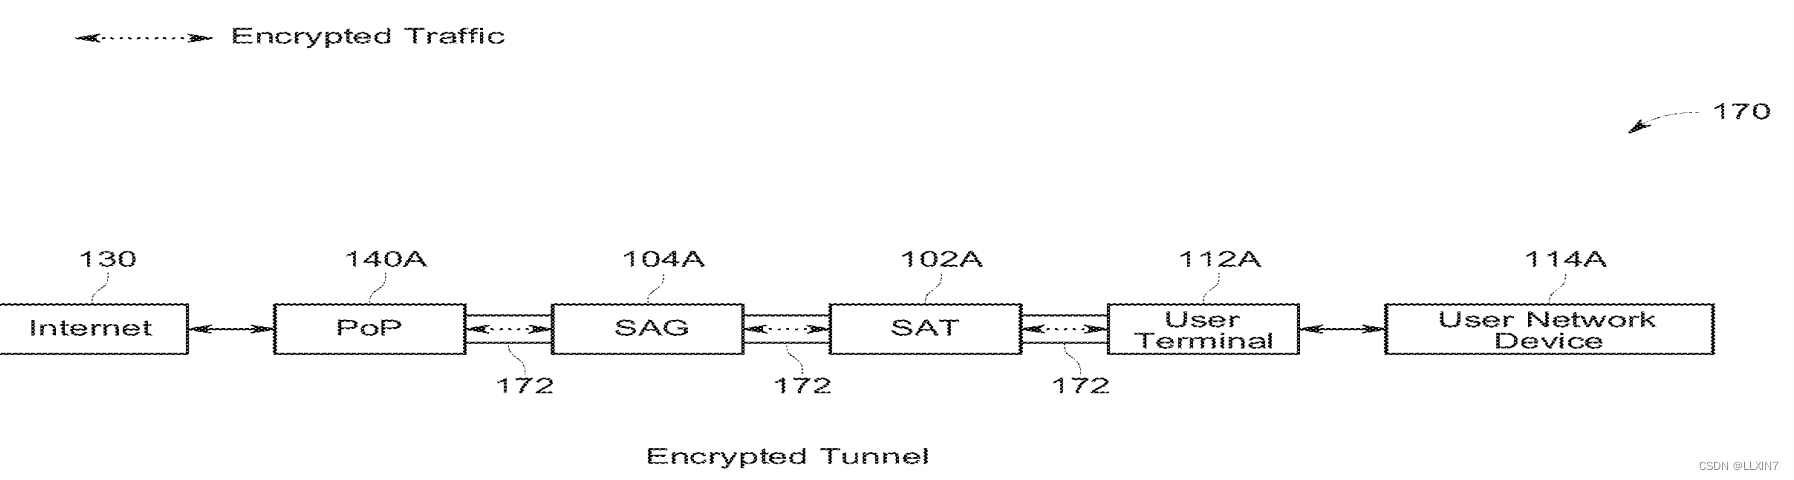 Encrypted Traffic
170
130
140A
104A
102A
112A
114A
Internet
PoP
SAG
SAT
User
Terminal
User Network
Device
172
172
172
Encrypted Tunnel
CSDN @LLXIN7